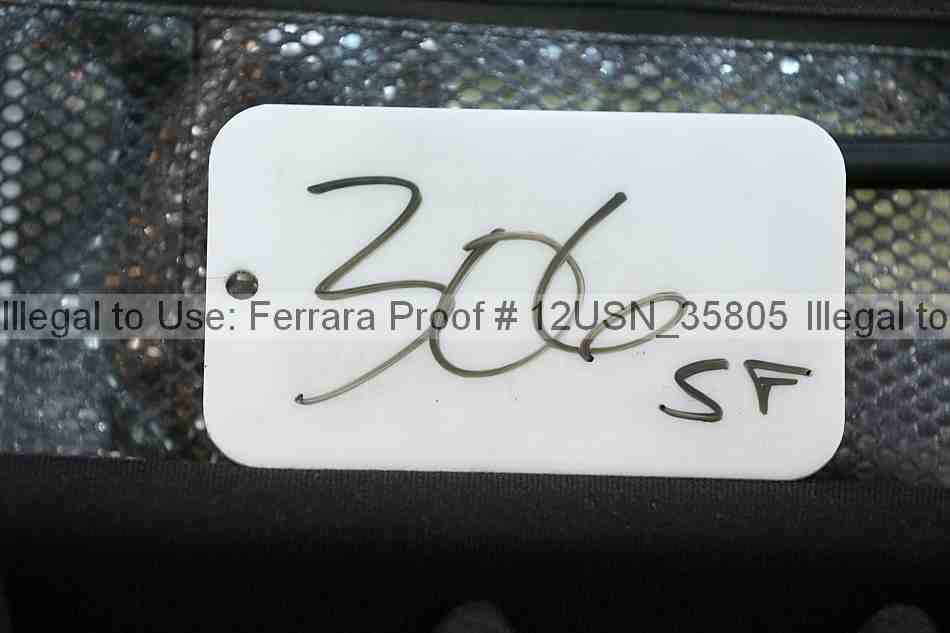 306
Illegal to Use: Ferrara Proof # 12USN_35805 Illegal to
SF